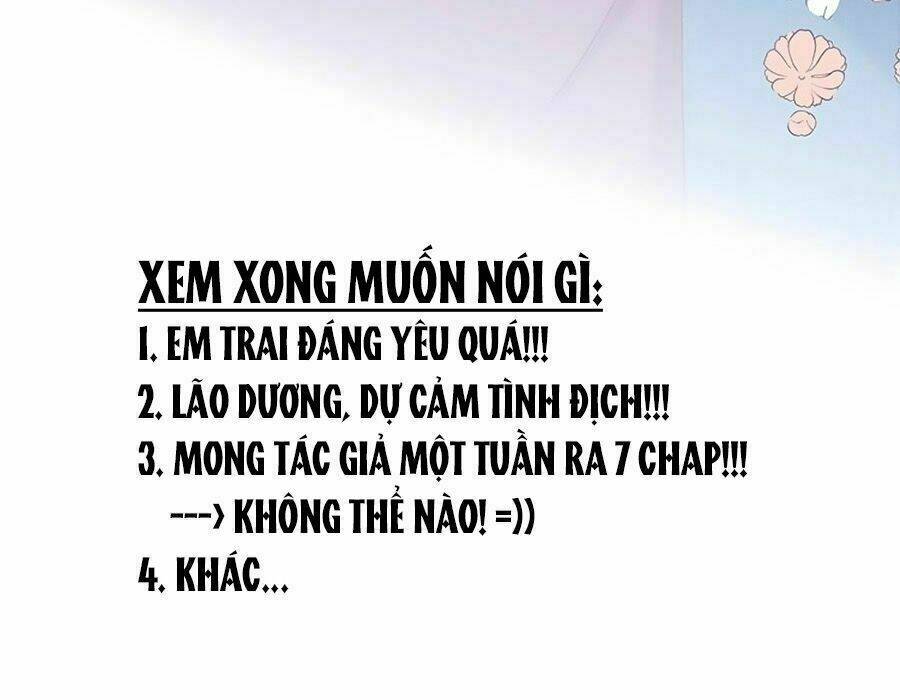 XEM XONG MUỐN NÓI GÌ:
1. EM TRAI ĐÁNG YÊU QUÁ!!!
2. LÃO DƯƠNG, DỰ CẢM TÌNH ĐỊCH!!!
3. MONG TÁC GIẢ MỘT TUẦN RA 7 CHAP!!!
---> KHÔNG THỂ NÀO! =))
4. KHÁC...